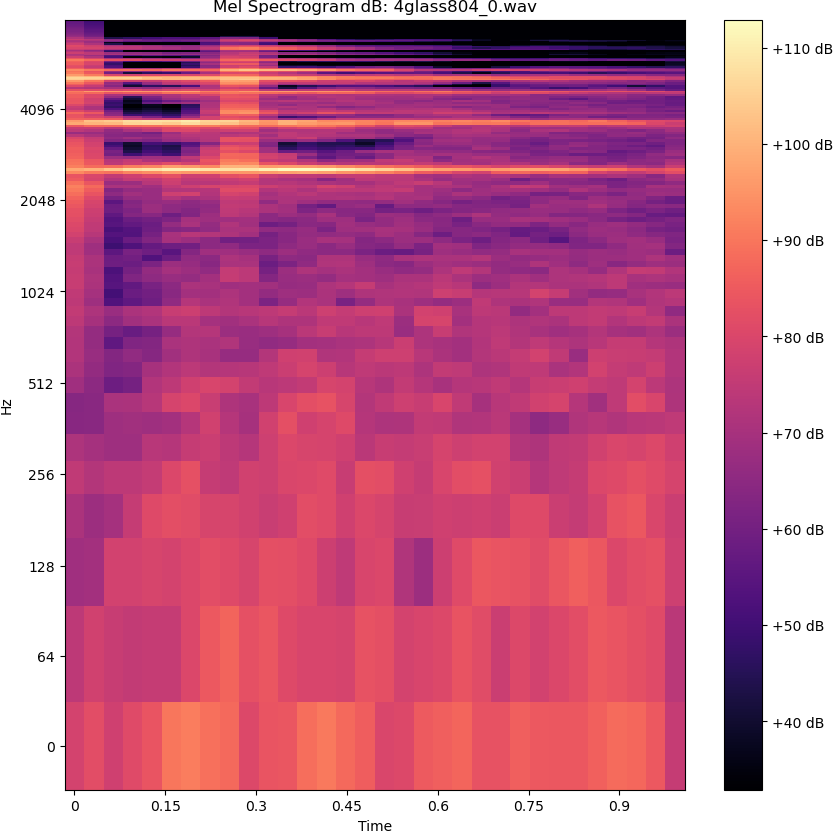 Mel Spectrogram dB: 4glass804_0.wav
+110 dB
4096
+100 dB
2048
+90 dB
1024
+80 dB
512
Hz
+70 dB
256
+60 dB
128
+50 dB
64
+40 dB
0
0 0.15 0.3 0.45 0.6 0.75 0.9
Time